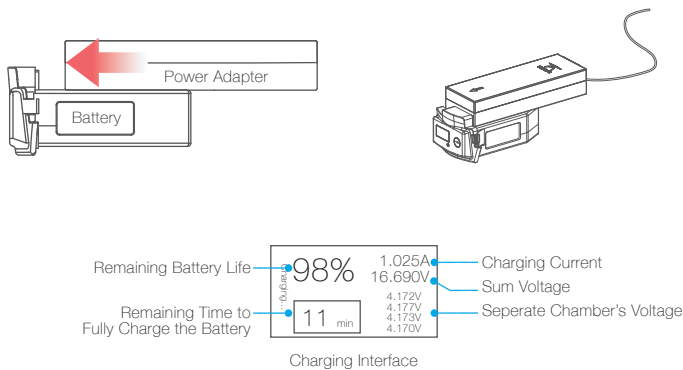 Power Adapter
Battery
Remaining Battery Life
Remaining Time to
Fully Charge the Battery
Charging...
98%
11 min
1.025A
16.690V
4.172V
4.177V
4.173V
4.170V
Charging Current
Sum Voltage
Seperate Chamber's Voltage
Charging Interface